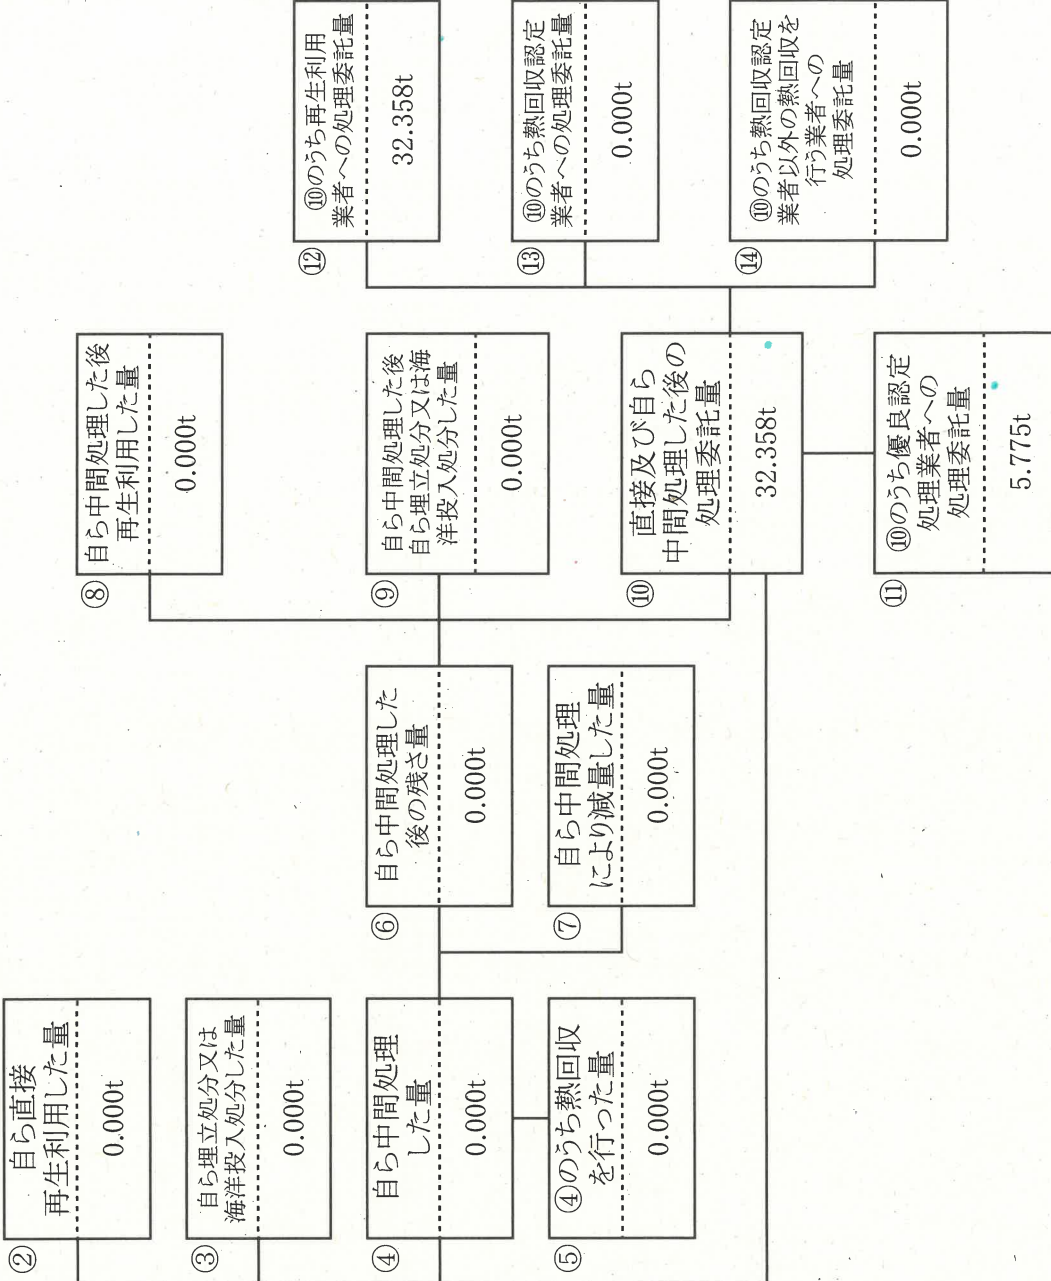 ②
自ら直接
再生利用した量
0.000t
③
自ら埋立処分又は
海洋投入処分した量
0.000t
④
自ら中間処理
した量
0.000t
⑤
④のうち熱回収
を行った量
0.000t
⑥
自ら中間処理した
後の残さ量
0.000t
⑦
自ら中間処理
により減量した量
0.000t
⑧
自ら中間処理した後
再生利用した量
0.000t
⑨
自ら中間処理した後
自ら埋立処分又は海
洋投入処分した量
0.000t
⑩
直接及び自ら
中間処理した後の
処理委託量
32.358t
⑪
⑩のうち優良認定
処理業者への
処理委託量
5.775t
⑫
⑩のうち再生利用
業者への処理委託量
32.358t
⑬
⑩のうち熱回収認定
業者への処理委託量
0.000t
⑭
⑩のうち熱回収認定
業者以外の熱回収を
行う業者への
処理委託量
0.000t